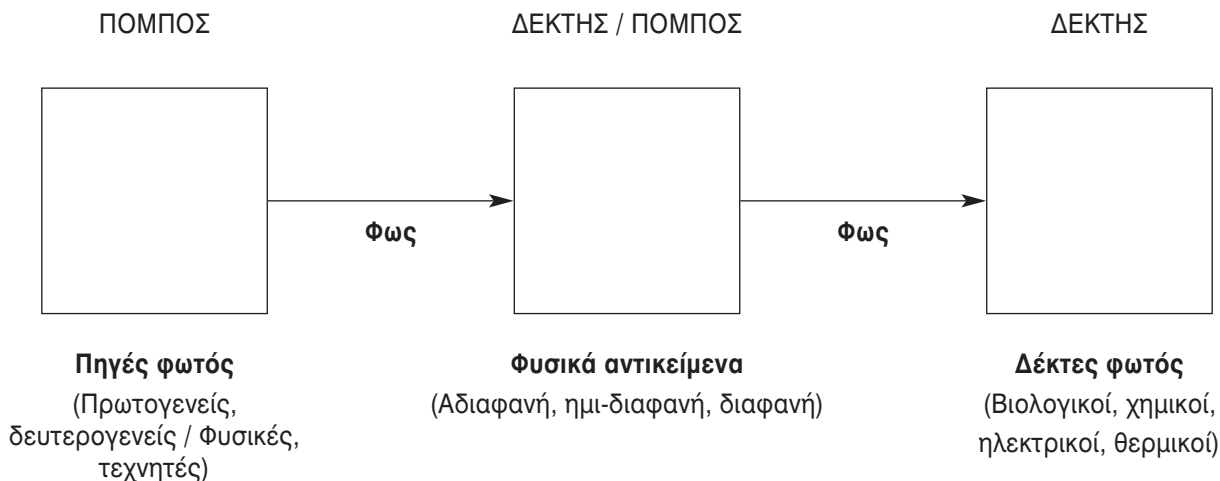 ΠΟΜΠΟΣ
ΔΕΚΤΗΣ / ΠΟΜΠΟΣ
ΔΕΚΤΗΣ
Φως
Φως
Πηγές φωτός
(Πρωτογενείς,
δευτερογενείς / Φυσικές,
τεχνητές)
Φυσικά αντικείμενα
(Αδιαφανή, ημι-διαφανή, διαφανή)
Δέκτες φωτός
(Βιολογικοί, χημικοί,
ηλεκτρικοί, θερμικοί)